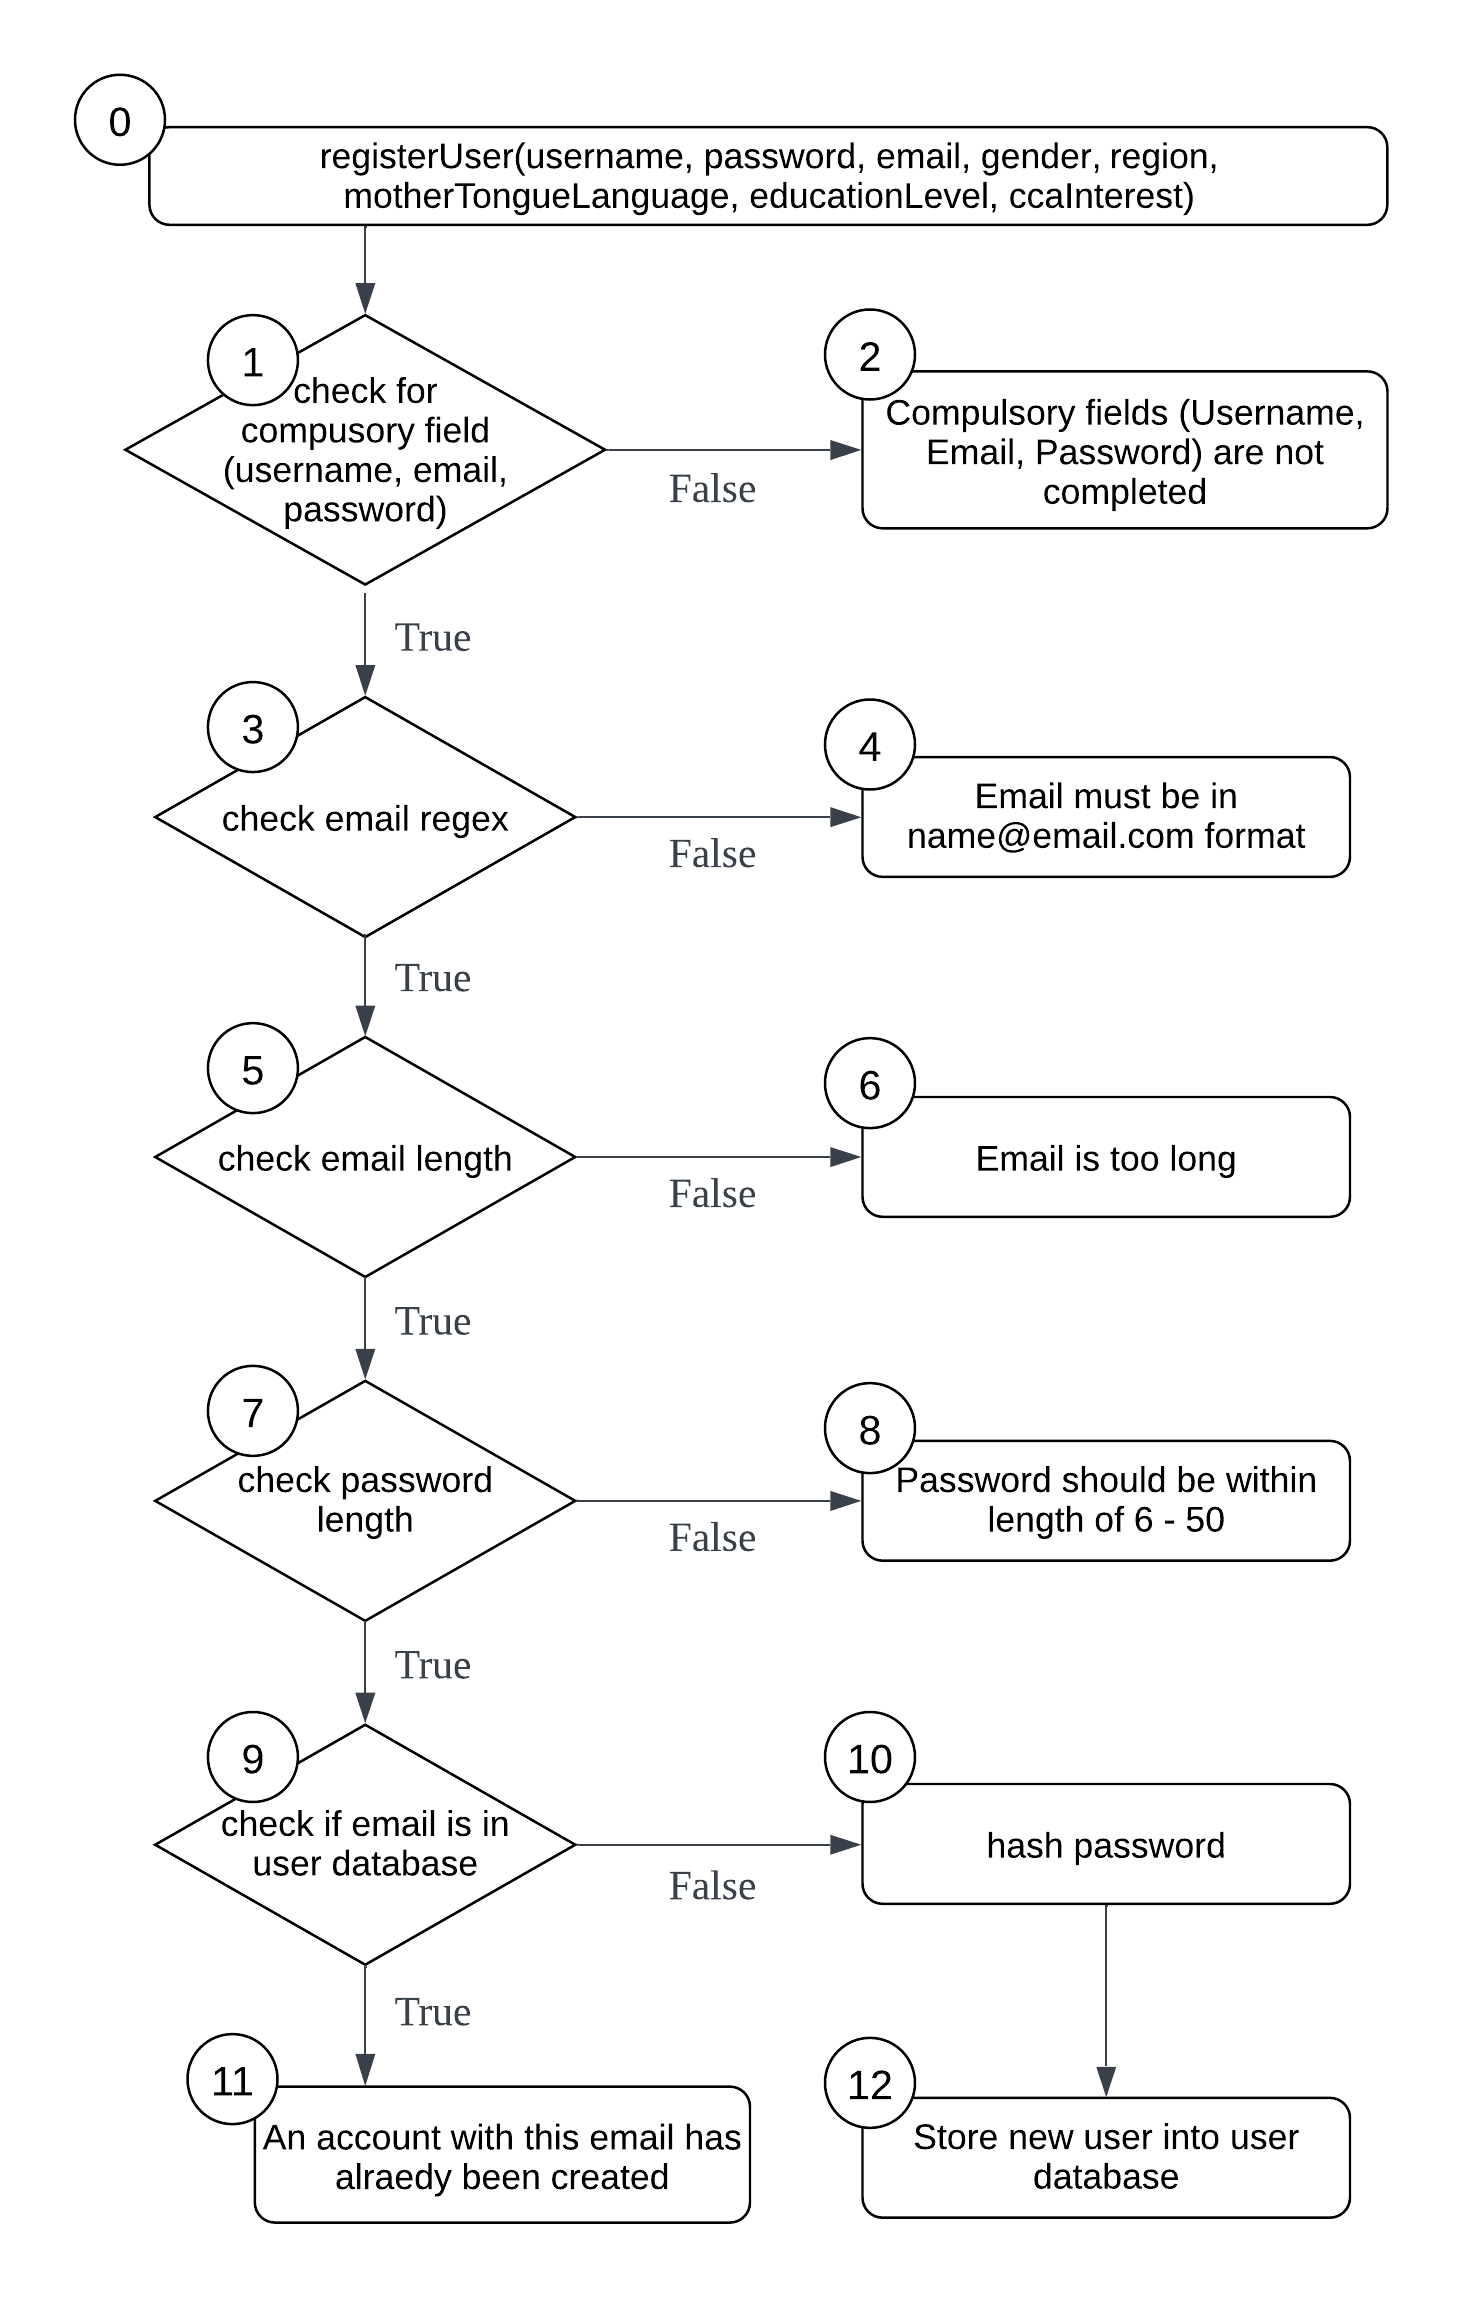 0
registerUser(username, password, email, gender, region,
motherTongueLanguage, educationLevel, ccaInterest)
1
check for
compusory field
(username, email,
password)
False
2
Compulsory fields (Username,
Email, Password) are not
completed
True
3
check email regex
False
4
Email must be in
name@email.com format
True
5
check email length
False
6
Email is too long
True
7
check password
length
False
8
Password should be within
length of 6 - 50
True
9
check if email is in
user database
False
10
hash password
True
11
An account with this email has
alraedy been created
12
Store new user into user
database